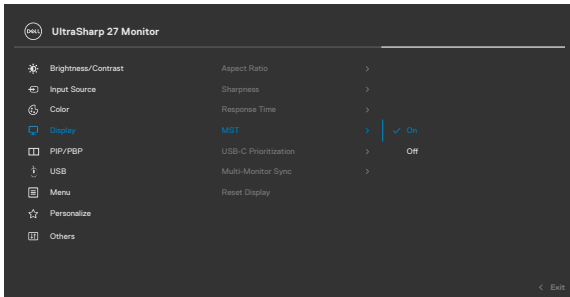 DELL UltraSharp 27 Monitor
Brightness/Contrast Aspect Ratio
Input Source Sharpness
Color Response Time
Display MST On
PIP/PBP USB-C Prioritization Off
USB Multi-Monitor Sync
Menu Reset Display
Personalize
Others
Exit